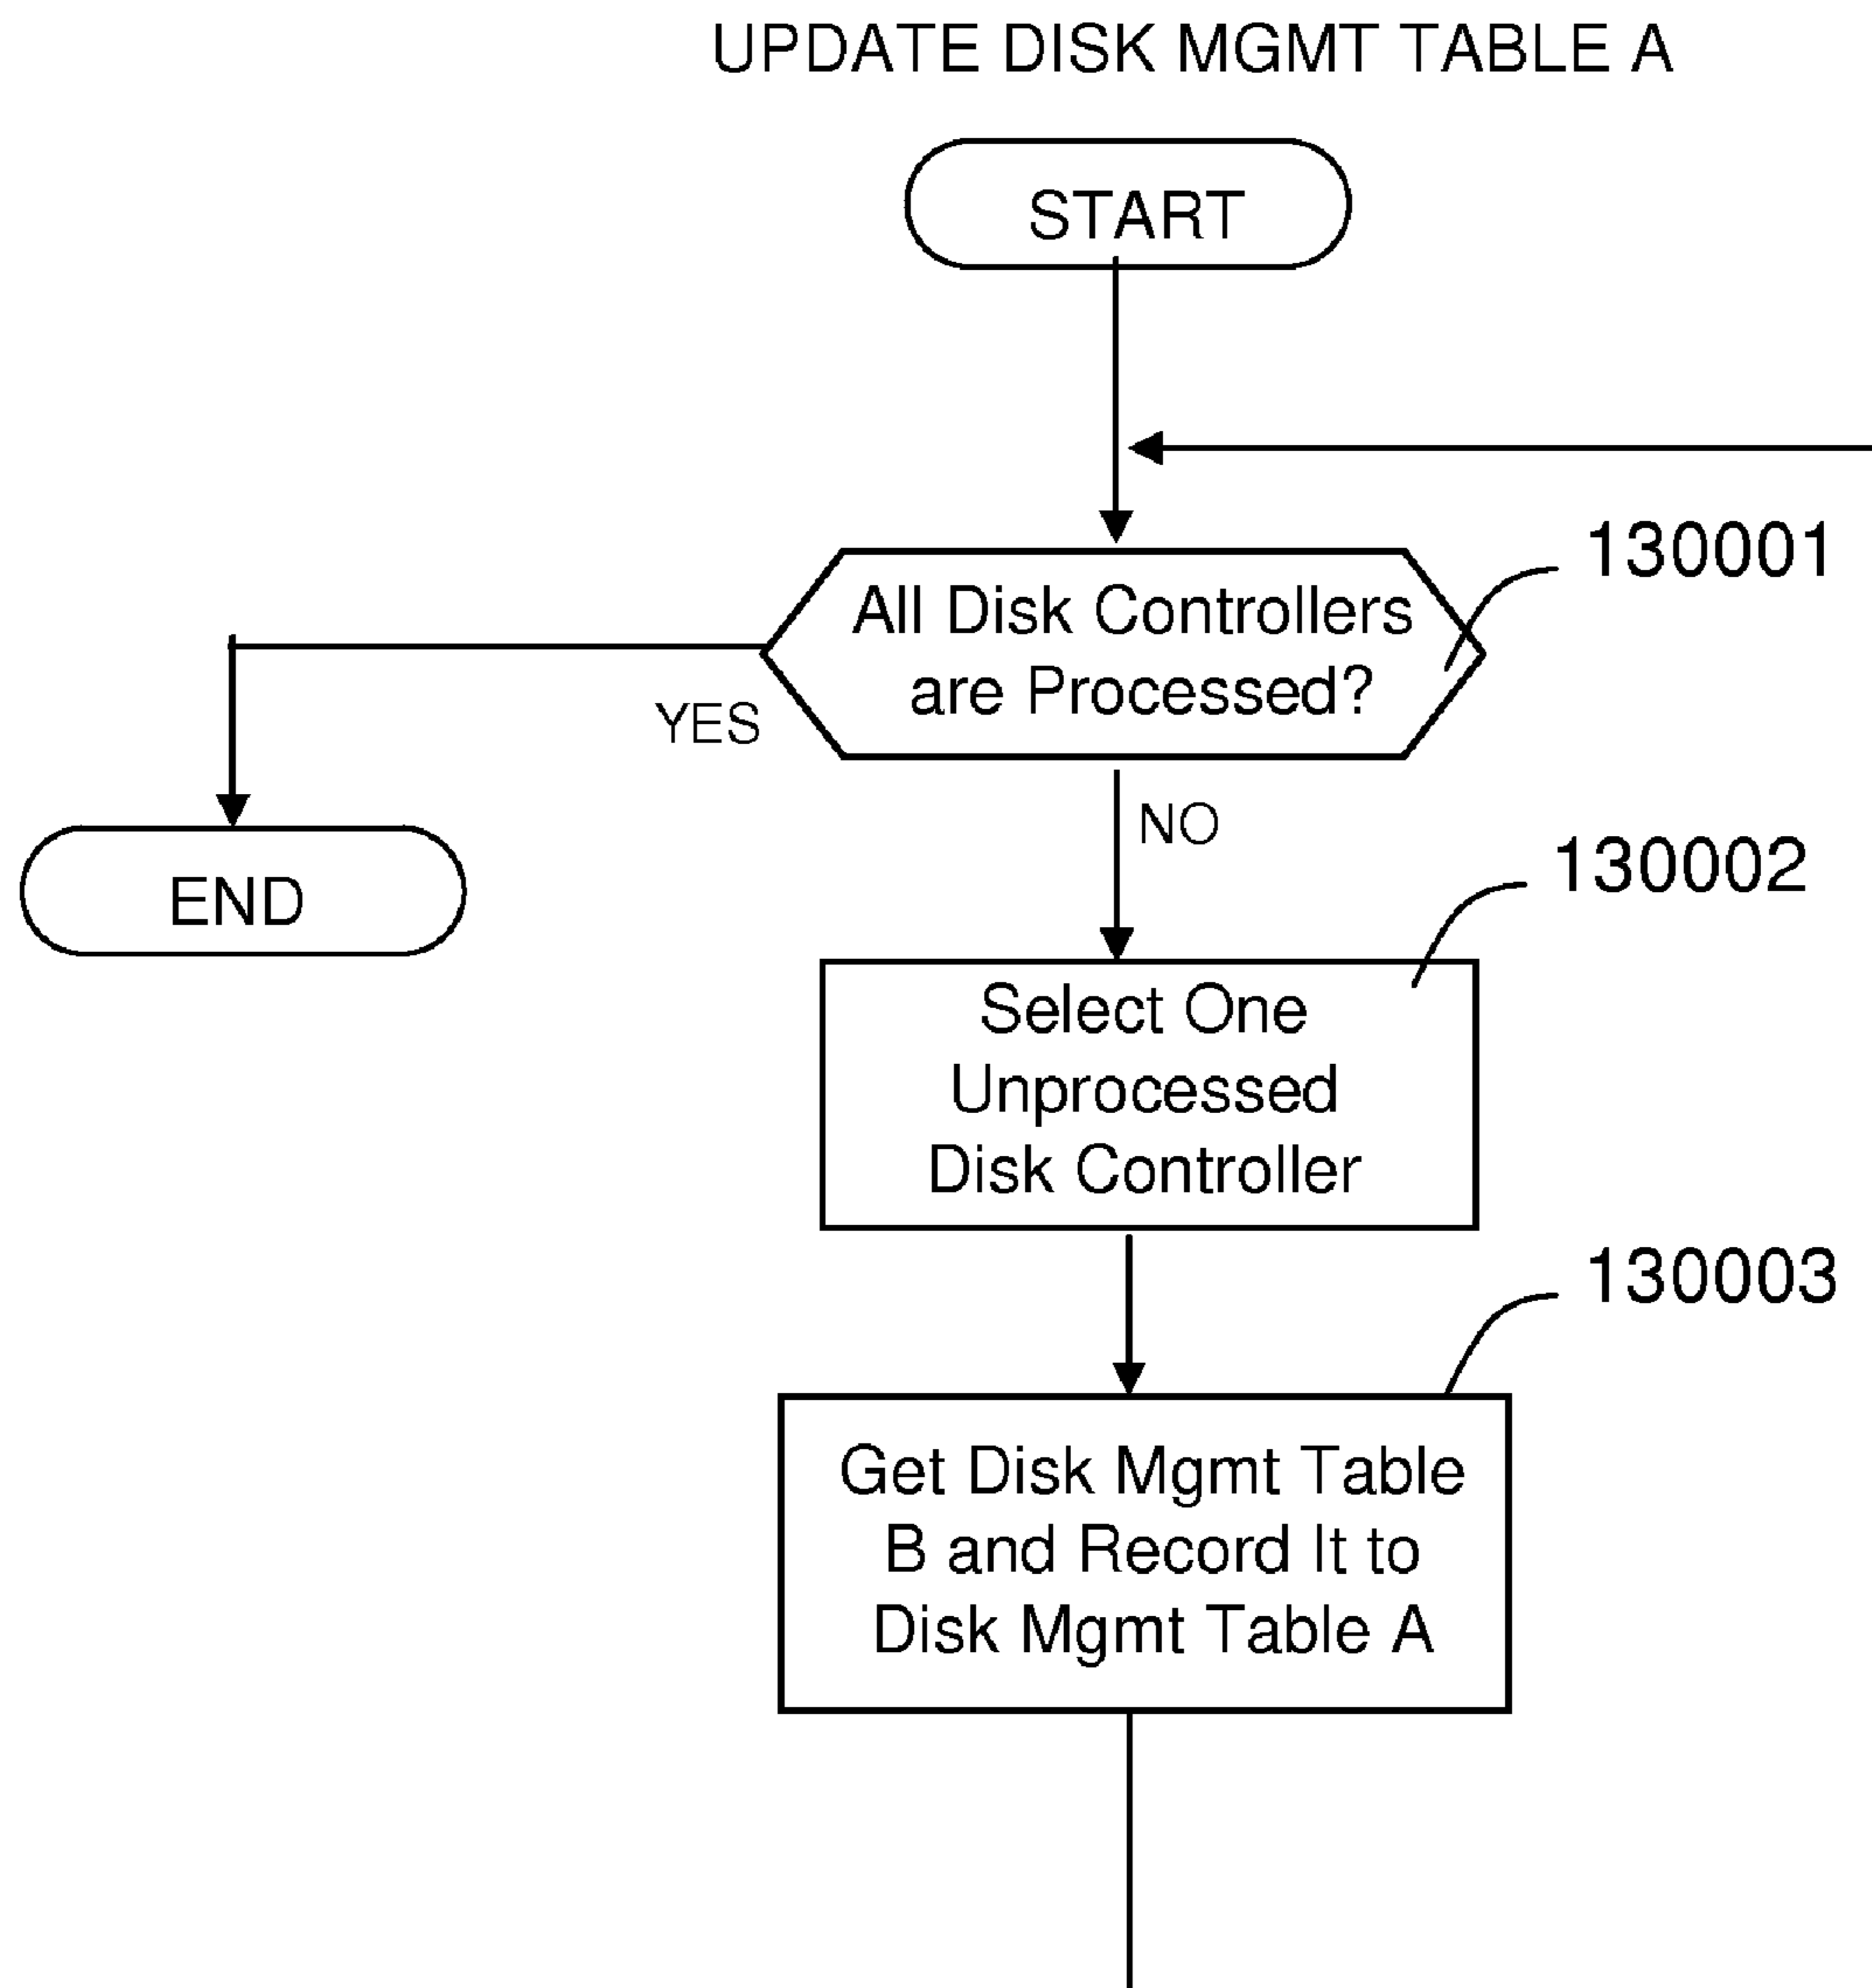 UPDATE DISK MGMT TABLE A
START
130001
All Disk Controllers
are Processed?
YES
NO
END
130002
Select One
Unprocessed
Disk Controller
130003
Get Disk Mgmt Table
B and Record It to
Disk Mgmt Table A